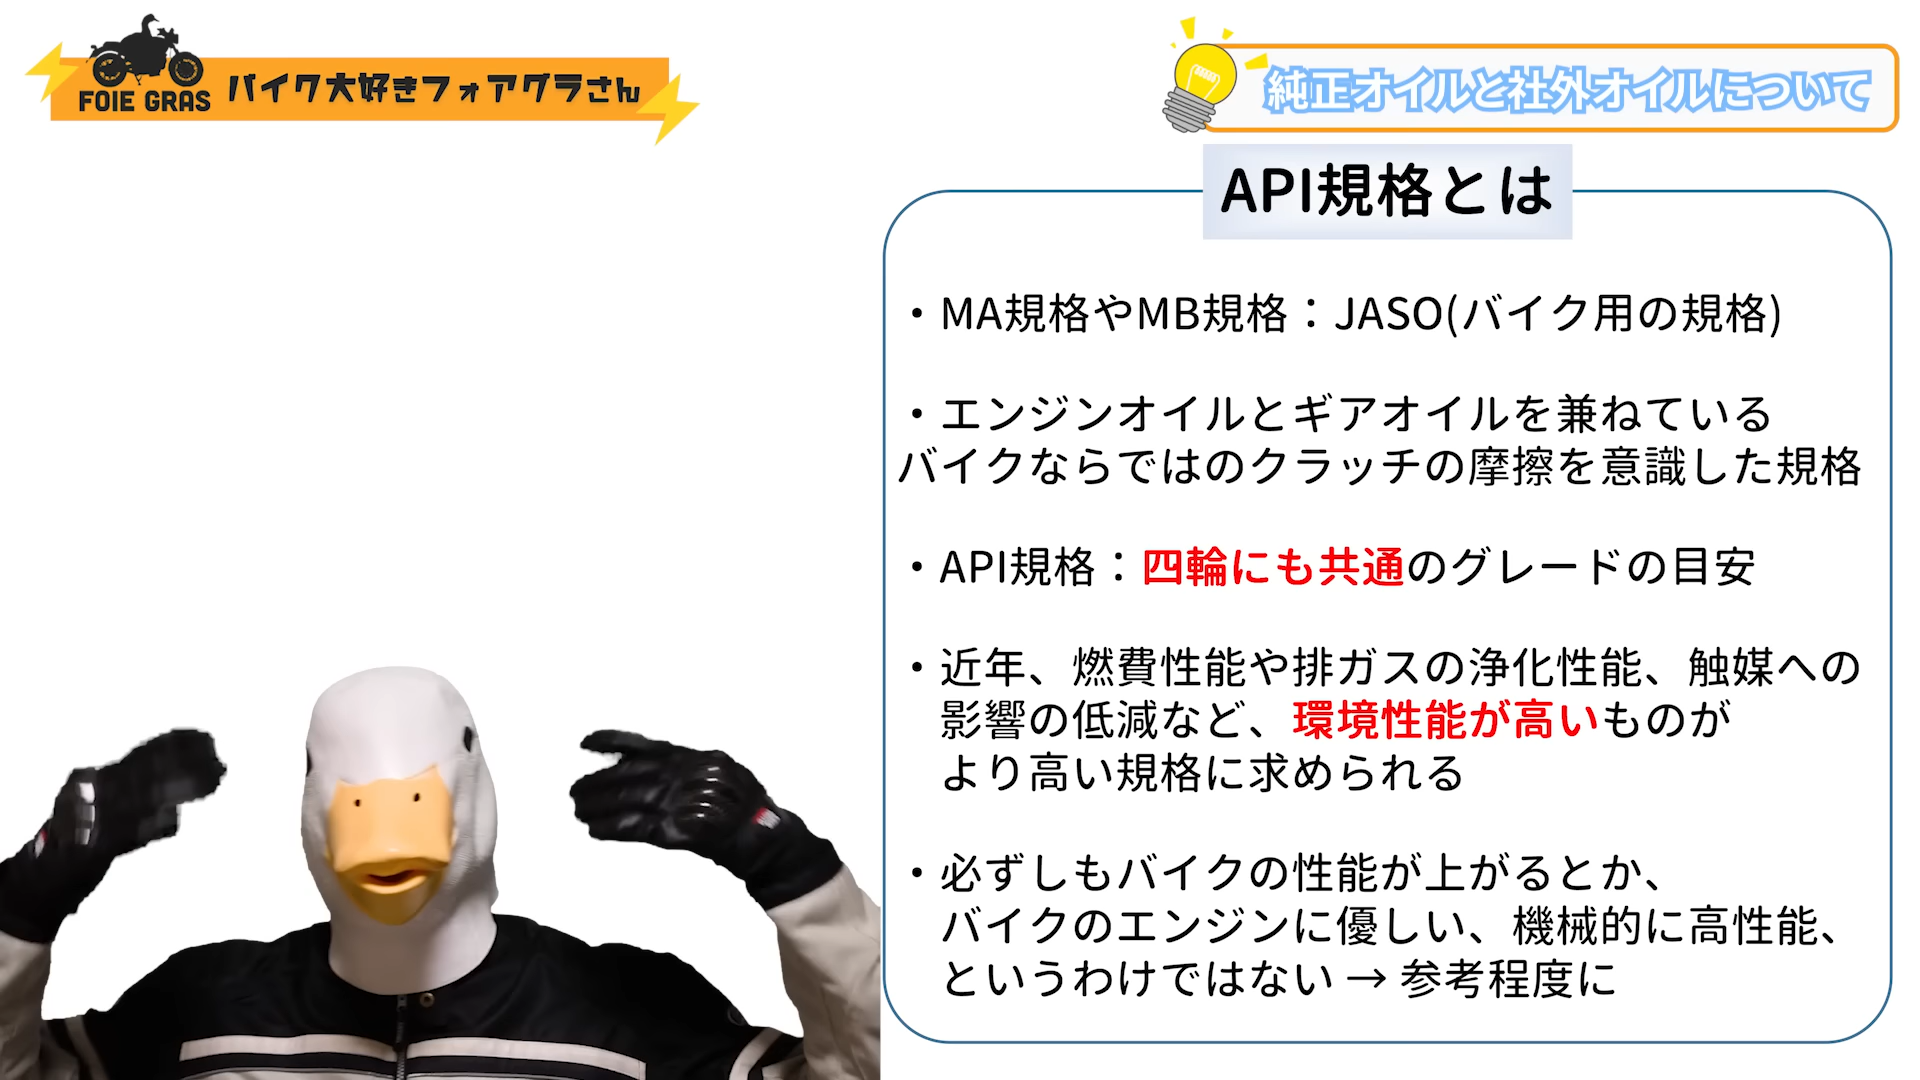 FOIE GRAS
バイク大好きフォアグラさん
純正オイルと社外オイルについて
API規格とは
・MA規格やMB規格：JASO(バイク用の規格)
・エンジンオイルとギアオイルを兼ねている
バイクならではのクラッチの摩擦を意識した規格
・API規格：四輪にも共通のグレードの目安
・近年、燃費性能や排ガスの浄化性能、触媒への
影響の低減など、環境性能が高いものが
より高い規格に求められる
・必ずしもバイクの性能が上がるとか、
バイクのエンジンに優しい、機械的に高性能、
というわけではない → 参考程度に